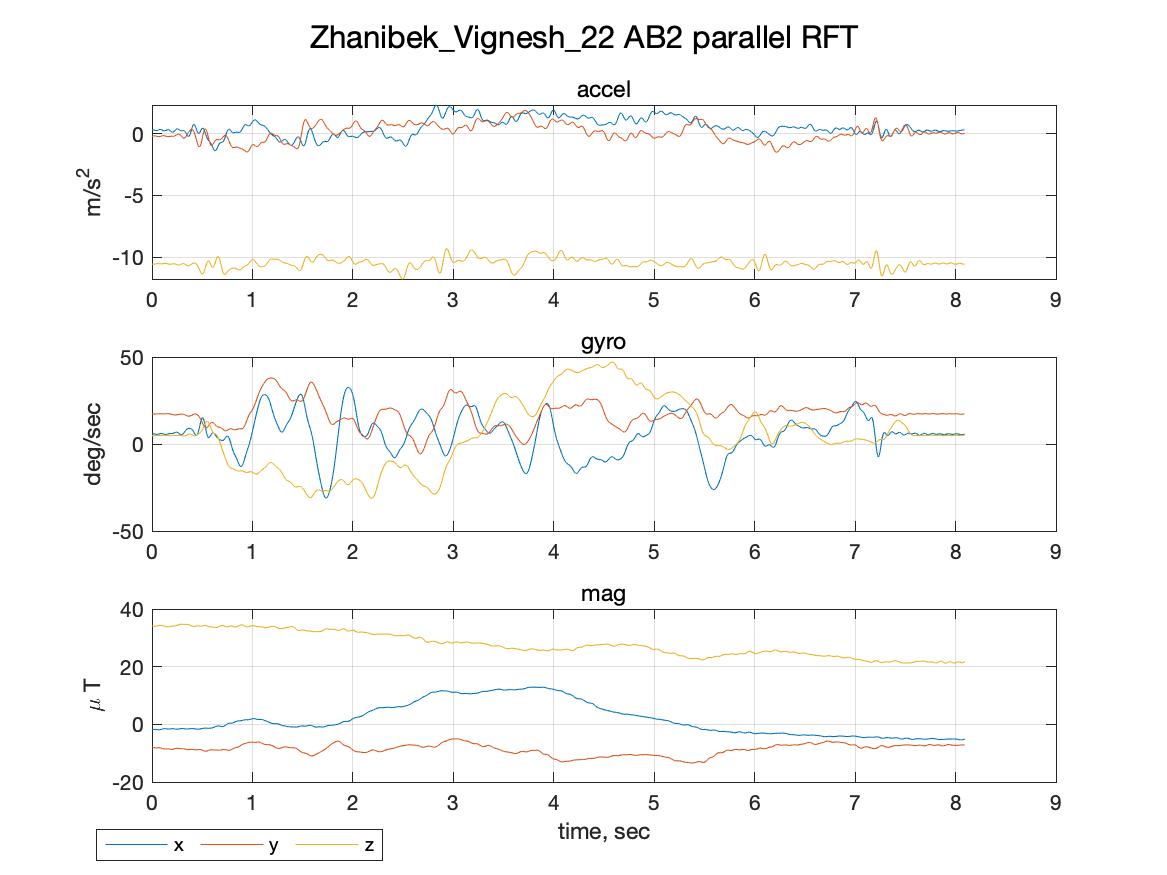 Zhanibek_Vignesh_22 AB2 parallel RFT
accel
m/s²
0
-5
-10
0 1 2 3 4 5 6 7 8 9
gyro
deg/sec
50
0
-50
0 1 2 3 4 5 6 7 8 9
mag
μ T
40
20
0
-20
0 1 2 3 4 5 6 7 8 9
time, sec
x y z